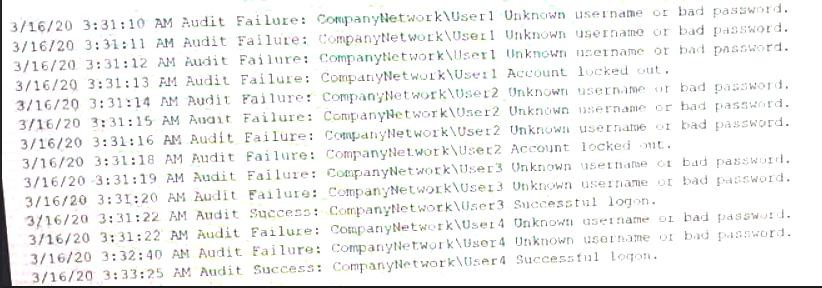 3/16/20 3:31:10 AM Audit Failure: CompanyNetwork\User1 Unknown username or bad password.
3/16/20 3:31:11 AM Audit Failure: CompanyNetwork\User1 Unknown username or bad password.
3/16/20 3:31:12 AM Audit Failure: CompanyNetwork\User1 Unknown username or bad password.
3/16/20 3:31:13 AM Audit Failure: CompanyNetwork\User1 Account locked out.
3/16/20 3:31:14 AM Audit Failure: CompanyNetwork\User2 Unknown username or bad password.
3/16/20 3:31:15 AM Audit Failure: CompanyNetwork\User2 Unknown username or bad password.
3/16/20 3:31:16 AM Audit Failure: CompanyNetwork\User2 Unknown username or bad password.
3/16/20 3:31:18 AM Audit Failure: CompanyNetwork\User2 Account locked out.
3/16/20 3:31:19 AM Audit Failure: CompanyNetwork\User3 Unknown username or bad password.
3/16/20 3:31:20 AM Audit Failure: CompanyNetwork\User3 Unknown username or bad password.
3/16/20 3:31:22 AM Audit Success: CompanyNetwork\User3 Successful logon.
3/16/20 3:31:22 AM Audit Failure: CompanyNetwork\User4 Unknown username or bad password.
3/16/20 3:32:40 AM Audit Failure: CompanyNetwork\User4 Unknown username or bad password.
3/16/20 3:33:25 AM Audit Success: CompanyNetwork\User4 Successful logon.